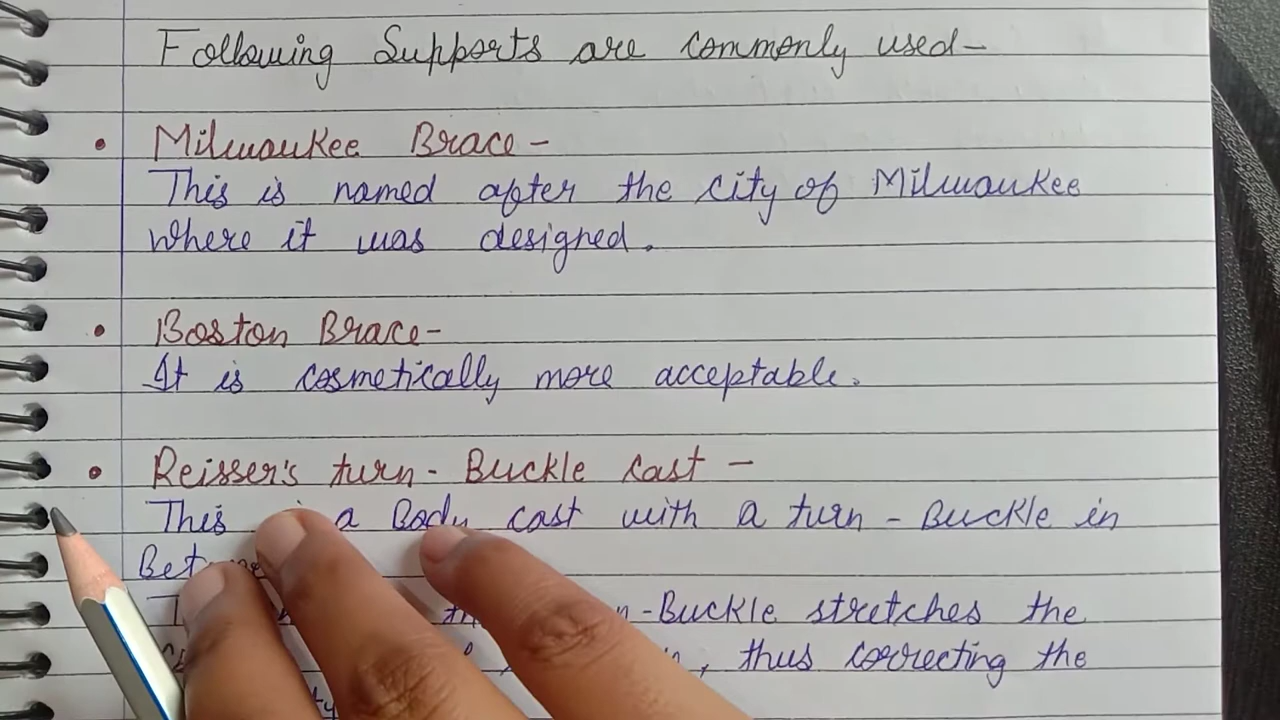 Following Supports are commonly used-
• Milwaukee Brace-
This is named after the city of Milwaukee
where it was designed.
• Boston Brace-
It is cosmetically more acceptable.
• Reisser's turn-Buckle cast -
This a Body cast with a turn-Buckle in
-Buckle stretches the
, thus correcting the